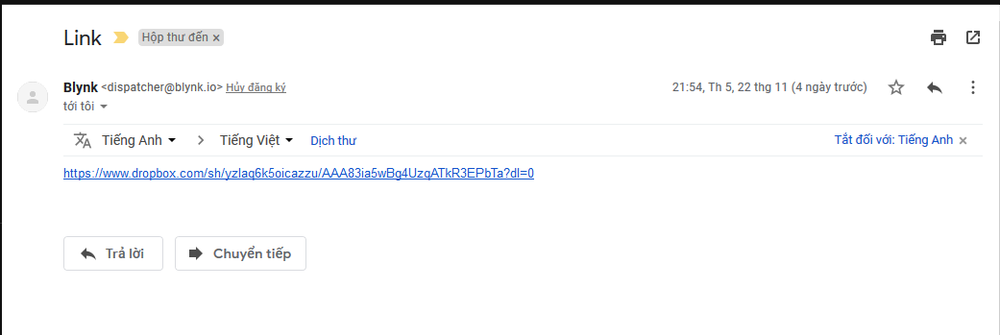 Link Hộp thư đến ×
Blynk <dispatcher@blynk.io> Hủy đăng ký 21:54, Th 5, 22 thg 11 (4 ngày trước)
tới tôi
Tiếng Anh > Tiếng Việt Dịch thư Tắt đối với: Tiếng Anh ×
https://www.dropbox.com/sh/yzlaq6k5oicazzu/AAA83ia5wBg4UzqATkR3EPbTa?dl=0
Trả lời Chuyển tiếp